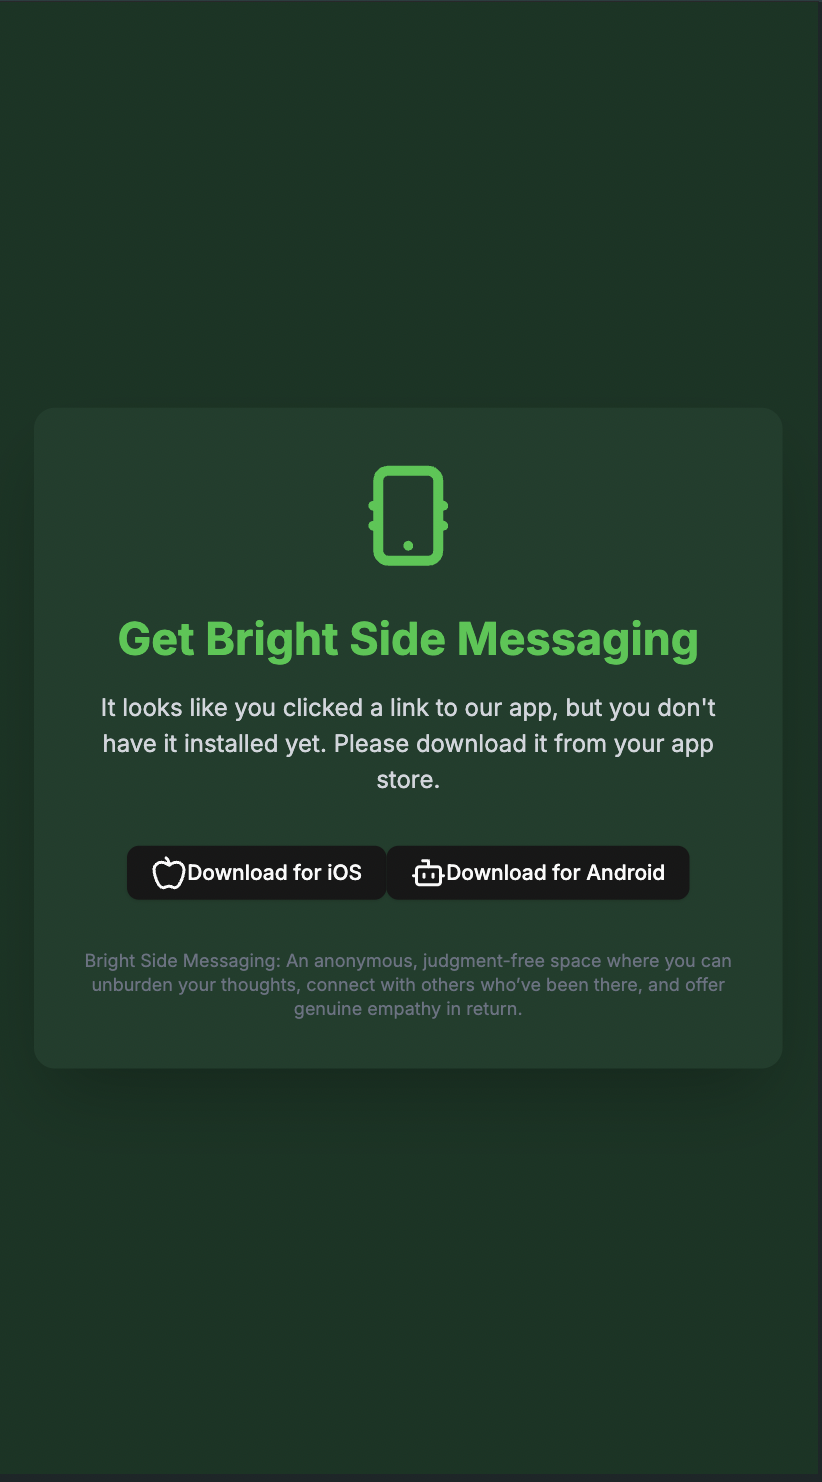 Get Bright Side Messaging
It looks like you clicked a link to our app, but you don't
have it installed yet. Please download it from your app
store.
Download for iOS
Download for Android
Bright Side Messaging: An anonymous, judgment-free space where you can
unburden your thoughts, connect with others who’ve been there, and offer
genuine empathy in return.